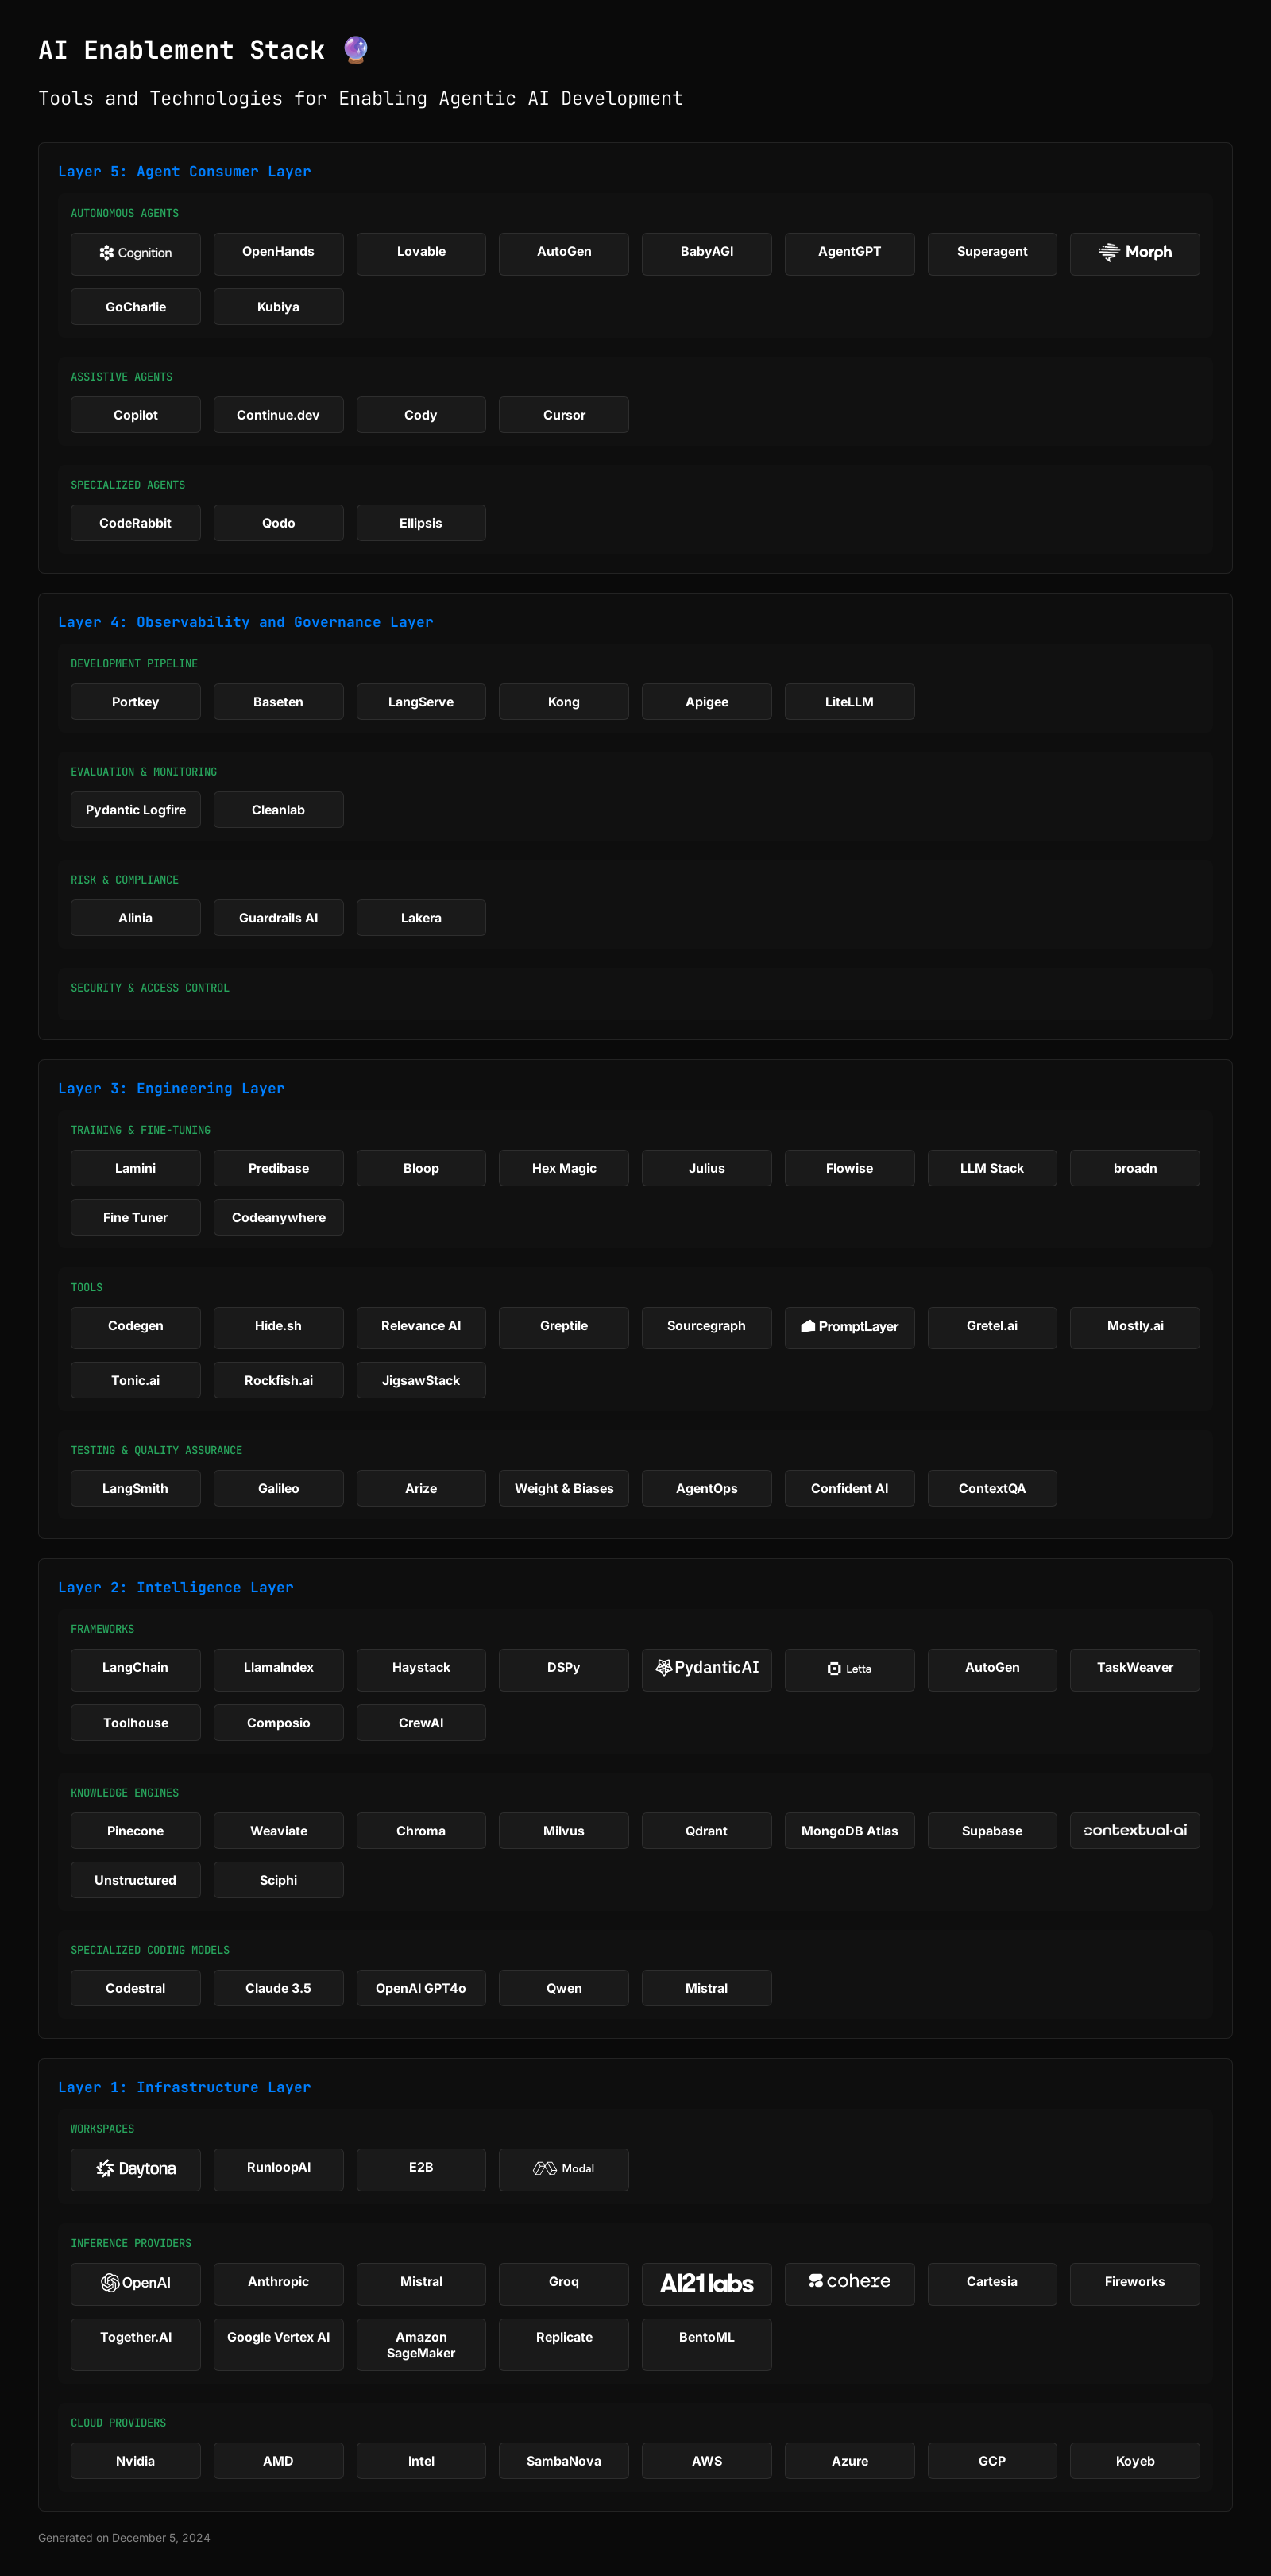 AI Enablement Stack 🔮
Tools and Technologies for Enabling Agentic AI Development
Layer 5: Agent Consumer Layer
AUTONOMOUS AGENTS
Cognition OpenHands Lovable AutoGen BabyAGI AgentGPT Superagent Morph
GoCharlie Kubiya
ASSISTIVE AGENTS
Copilot Continue.dev Cody Cursor
SPECIALIZED AGENTS
CodeRabbit Qodo Ellipsis
Layer 4: Observability and Governance Layer
DEVELOPMENT PIPELINE
Portkey Baseten LangServe Kong Apigee LiteLLM
EVALUATION & MONITORING
Pydantic Logfire Cleanlab
RISK & COMPLIANCE
Alinia Guardrails AI Lakera
SECURITY & ACCESS CONTROL
Layer 3: Engineering Layer
TRAINING & FINE-TUNING
Lamini Predibase Bloop Hex Magic Julius Flowise LLM Stack broadn
Fine Tuner Codeanywhere
TOOLS
Codegen Hide.sh Relevance AI Greptile Sourcegraph PromptLayer Gretel.ai Mostly.ai
Tonic.ai Rockfish.ai JigsawStack
TESTING & QUALITY ASSURANCE
LangSmith Galileo Arize Weight & Biases AgentOps Confident AI ContextQA
Layer 2: Intelligence Layer
FRAMEWORKS
LangChain LlamaIndex Haystack DSPy PydanticAI Letta AutoGen TaskWeaver
Toolhouse Composio CrewAI
KNOWLEDGE ENGINES
Pinecone Weaviate Chroma Milvus Qdrant MongoDB Atlas Supabase contextual·ai
Unstructured Sciphi
SPECIALIZED CODING MODELS
Codestral Claude 3.5 OpenAI GPT4o Qwen Mistral
Layer 1: Infrastructure Layer
WORKSPACES
Daytona RunloopAI E2B Modal
INFERENCE PROVIDERS
OpenAI Anthropic Mistral Groq AI21labs cohere Cartesia Fireworks
Together.AI Google Vertex AI Amazon SageMaker Replicate BentoML
CLOUD PROVIDERS
Nvidia AMD Intel SambaNova AWS Azure GCP Koyeb
Generated on December 5, 2024